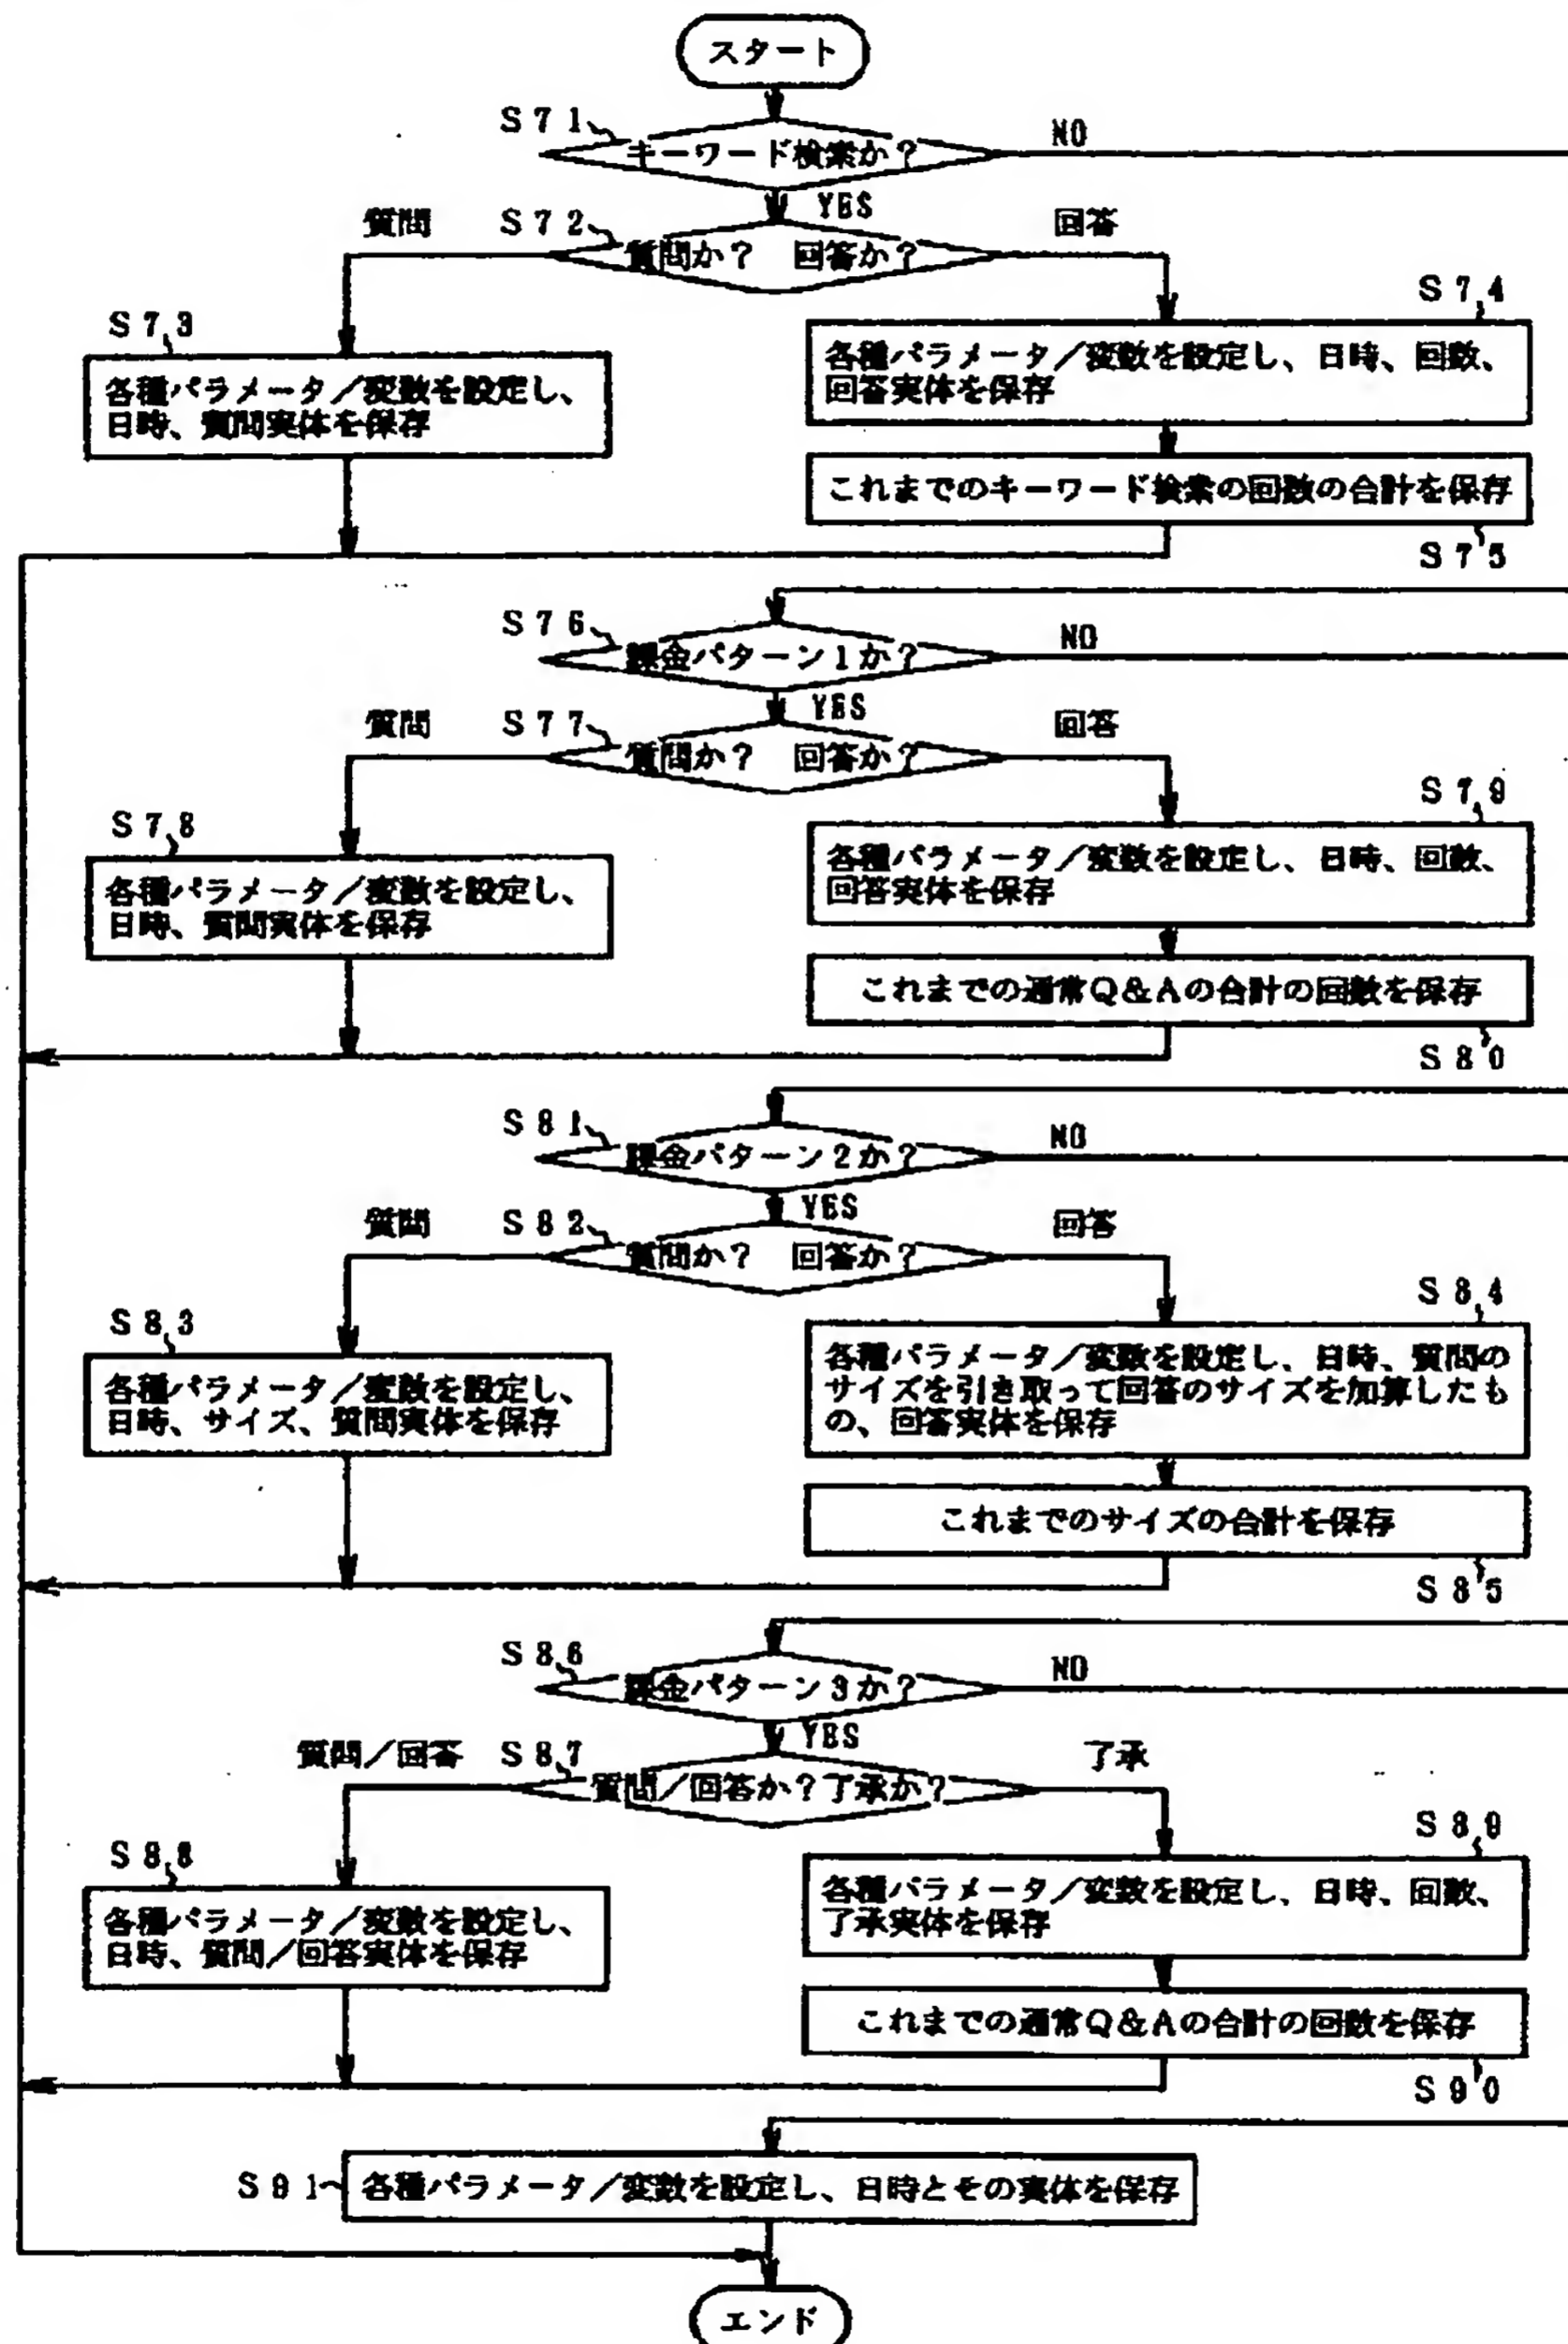 スタート
S71
キーワード検索か？
NO
YES
質問
S72
質問か？ 回答か？
回答
S73
各種パラメータ／変数を設定し、
日時、質問実体を保存
S74
各種パラメータ／変数を設定し、日時、回数、
回答実体を保存
これまでのキーワード検索の回数の合計を保存
S75
S76
課金パターン1か？
NO
YES
質問
S77
質問か？ 回答か？
回答
S78
各種パラメータ／変数を設定し、
日時、質問実体を保存
S79
各種パラメータ／変数を設定し、日時、回数、
回答実体を保存
これまでの通常Q＆Aの合計の回数を保存
S80
S81
課金パターン2か？
NO
YES
質問
S82
質問か？ 回答か？
回答
S83
各種パラメータ／変数を設定し、
日時、サイズ、質問実体を保存
S84
各種パラメータ／変数を設定し、日時、質問の
サイズを引き取って回答のサイズを加算したも
の、回答実体を保存
これまでのサイズの合計を保存
S85
S86
課金パターン3か？
NO
YES
質問／回答
S87
質問／回答か？了承か？
了承
S88
各種パラメータ／変数を設定し、
日時、質問／回答実体を保存
S89
各種パラメータ／変数を設定し、日時、回数、
了承実体を保存
これまでの通常Q＆Aの合計の回数を保存
S90
S91
各種パラメータ／変数を設定し、日時とその実体を保存
エンド